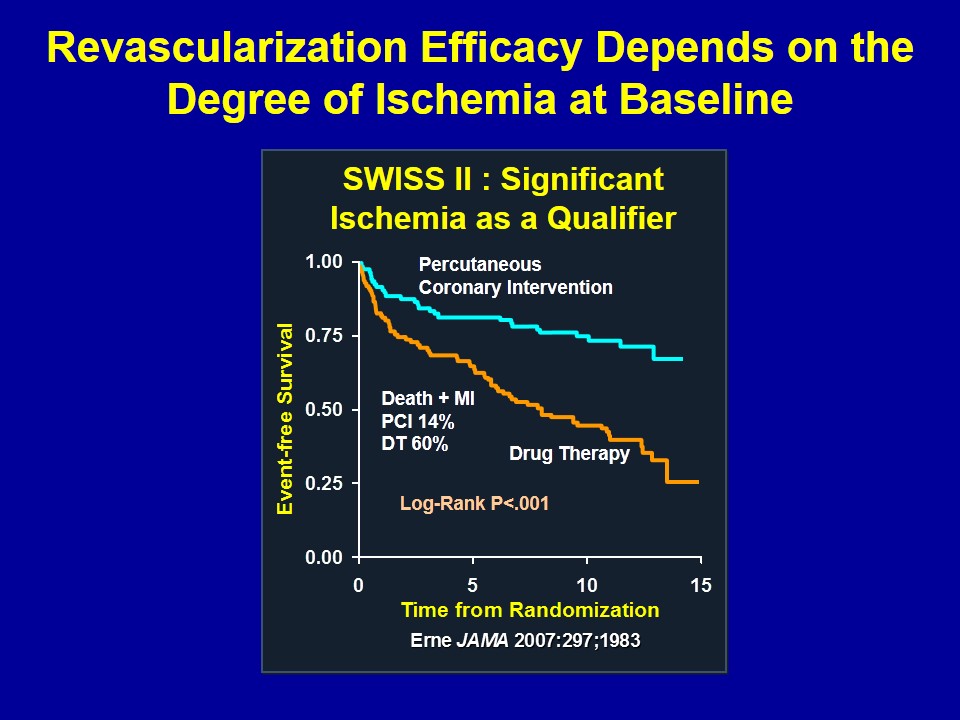 Revascularization Efficacy Depends on the
Degree of Ischemia at Baseline
SWISS II : Significant
Ischemia as a Qualifier
Percutaneous
Coronary Intervention
1.00
0.75
0.50
0.25
0.00
Event-free Survival
Death + MI
PCI 14%
DT 60%
Drug Therapy
Log-Rank P<.001
0 5 10 15
Time from Randomization
Erne JAMA 2007:297;1983